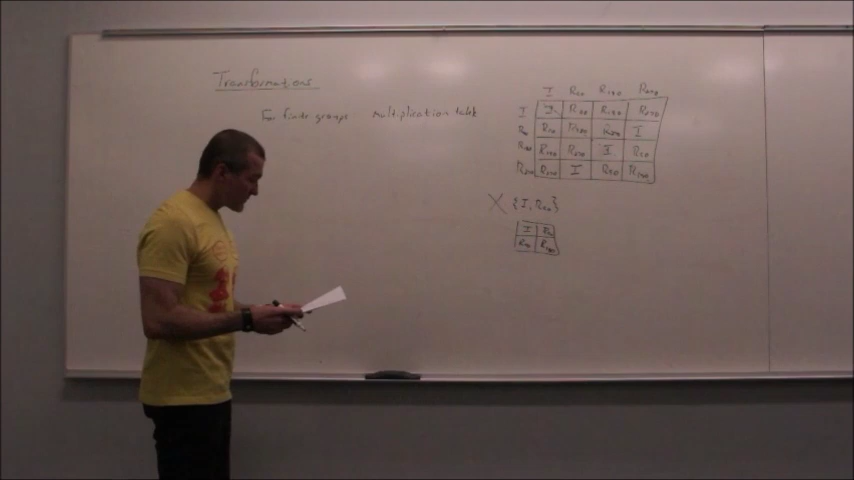 Transformations
For finite groups multiplication table
I R₉₀ R₁₈₀ R₂₇₀
I I R₉₀ R₁₈₀ R₂₇₀
R₉₀ R₉₀ R₁₈₀ R₂₇₀ I
R₁₈₀ R₁₈₀ R₂₇₀ I R₉₀
R₂₇₀ R₂₇₀ I R₉₀ R₁₈₀
X {I, R₉₀}
I R₉₀
R₉₀ R₁₈₀